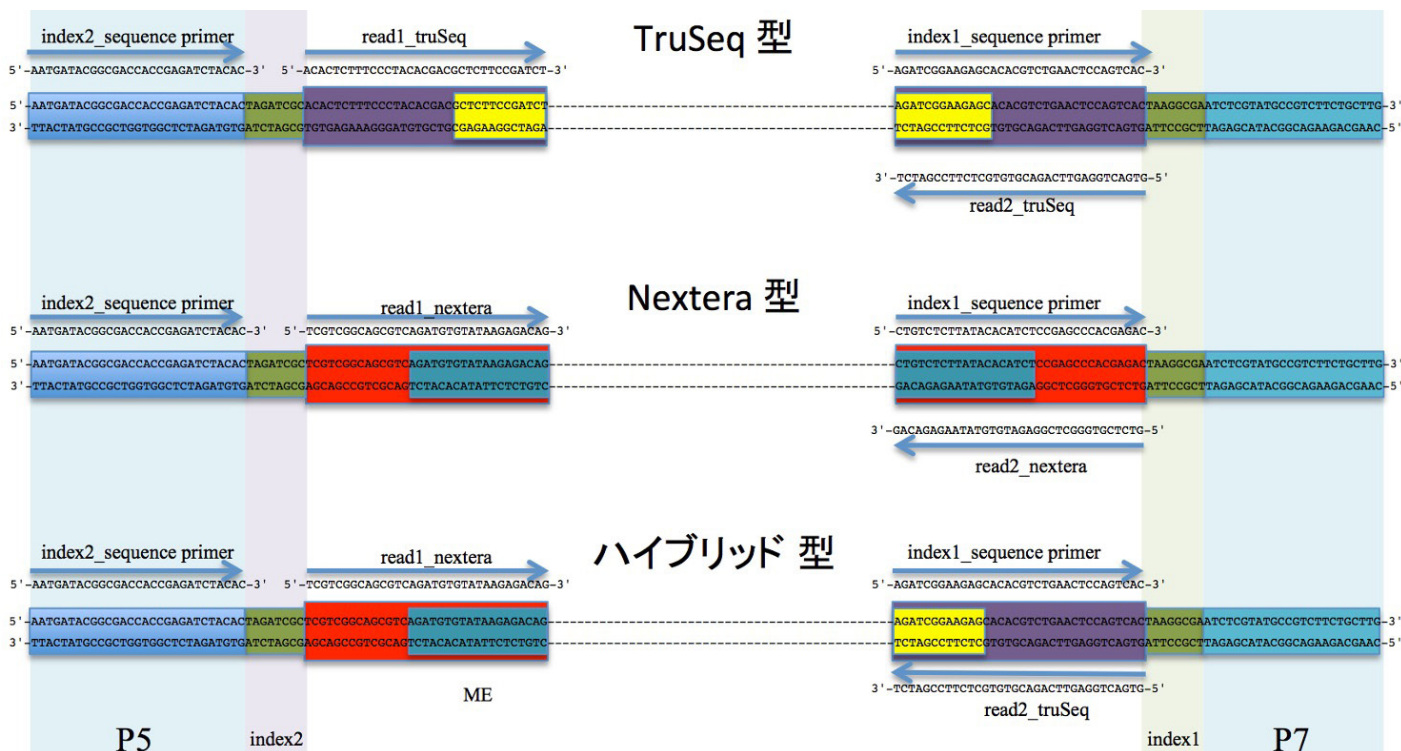 TruSeq 型
index2_sequence primer read1_truSeq index1_sequence primer
5'-AATGATACGGCGACCACCGAGATCTACAC-3' 5'-ACACTCTTTCCCTACACGACGCTCTTCCGATCT-3' 5'-AGATCGGAAGAGCACACGTCTGAACTCCAGTCAC-3'
5'-AATGATACGGCGACCACCGAGATCTACACTAGATCGCACACTCTTTCCCTACACGACGCTCTTCCGATCT AGATCGGAAGAGCACACGTCTGAACTCCAGTCACTAAGGCGAATCTCGTATGCCGTCTTCTGCTTG-3'
3'-TTACTATGCCGCTGGTGGCTCTAGATGTGATCTAGCGTGTGAGAAAGGGATGTGCTGCGAGAAGGCTAGA TCTAGCCTTCTCGTGTGCAGACTTGAGGTCAGTGATTCCGCTTAGAGCATACGGCAGAAGACGAAC-5'
3'-TCTAGCCTTCTCGTGTGCAGACTTGAGGTCAGTG-5'
read2_truSeq
Nextera 型
index2_sequence primer read1_nextera index1_sequence primer
5'-AATGATACGGCGACCACCGAGATCTACAC-3' 5'-TCGTCGGCAGCGTCAGATGTGTATAAGAGACAG-3' 5'-CTGTCTCTTATACACATCTCCGAGCCCACGAGAC-3'
5'-AATGATACGGCGACCACCGAGATCTACACTAGATCGCTCGTCGGCAGCGTCAGATGTGTATAAGAGACAG CTGTCTCTTATACACATCTCCGAGCCCACGAGACTAAGGCGAATCTCGTATGCCGTCTTCTGCTTG-3'
3'-TTACTATGCCGCTGGTGGCTCTAGATGTGATCTAGCGAGCAGCCGTCGCAGTCTACACATATTCTCTGTC GACAGAGAATATGTGTAGAGGCTCGGGTGCTCTGATTCCGCTTAGAGCATACGGCAGAAGACGAAC-5'
3'-GACAGAGAATATGTGTAGAGGCTCGGGTGCTCTG-5'
read2_nextera
ハイブリッド 型
index2_sequence primer read1_nextera index1_sequence primer
5'-AATGATACGGCGACCACCGAGATCTACAC-3' 5'-TCGTCGGCAGCGTCAGATGTGTATAAGAGACAG-3' 5'-AGATCGGAAGAGCACACGTCTGAACTCCAGTCAC-3'
5'-AATGATACGGCGACCACCGAGATCTACACTAGATCGCTCGTCGGCAGCGTCAGATGTGTATAAGAGACAG AGATCGGAAGAGCACACGTCTGAACTCCAGTCACTAAGGCGAATCTCGTATGCCGTCTTCTGCTTG-3'
3'-TTACTATGCCGCTGGTGGCTCTAGATGTGATCTAGCGAGCAGCCGTCGCAGTCTACACATATTCTCTGTC TCTAGCCTTCTCGTGTGCAGACTTGAGGTCAGTGATTCCGCTTAGAGCATACGGCAGAAGACGAAC-5'
3'-TCTAGCCTTCTCGTGTGCAGACTTGAGGTCAGTG-5'
ME read2_truSeq
P5 index2 index1 P7